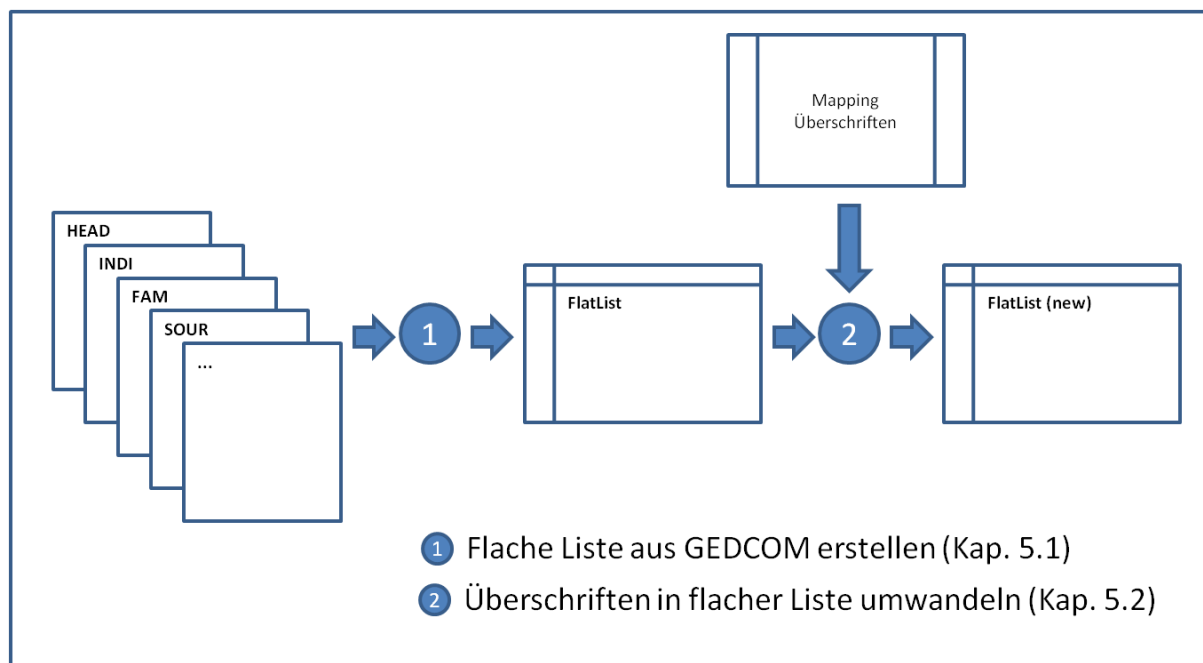 Mapping
Überschriften
HEAD
INDI
FAM
SOUR
...
1
FlatList
2
FlatList (new)
1 Flache Liste aus GEDCOM erstellen (Kap. 5.1)
2 Überschriften in flacher Liste umwandeln (Kap. 5.2)